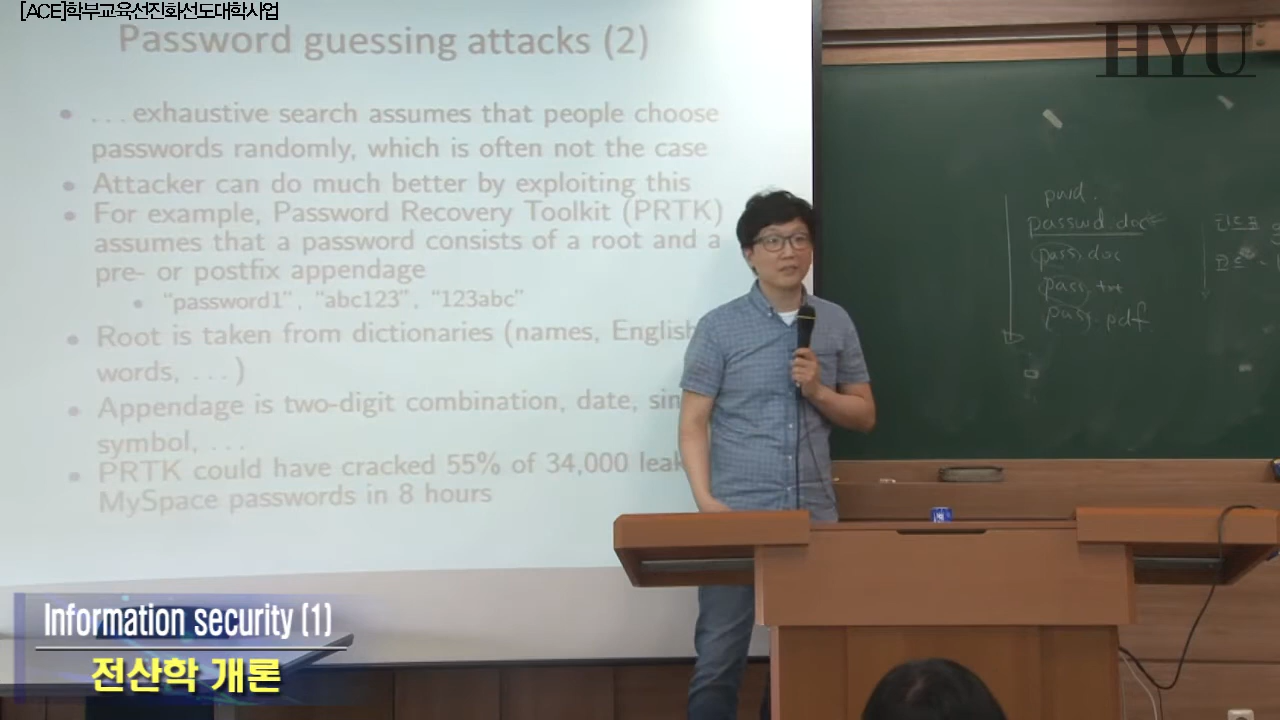 [ACE]학부교육선진화선도대학사업
HYU
Password guessing attacks (2)
. . . exhaustive search assumes that people choose
passwords randomly, which is often not the case
Attacker can do much better by exploiting this
For example, Password Recovery Toolkit (PRTK)
assumes that a password consists of a root and a
pre- or postfix appendage
"password1", "abc123", "123abc"
Root is taken from dictionaries (names, English
words, . . . )
Appendage is two-digit combination, date, sin
symbol, . . .
PRTK could have cracked 55% of 34,000 leak
MySpace passwords in 8 hours
pwd.
passwd.doc
pass.doc
pass.txt
pass.pdf
Information security (1)
전산학 개론